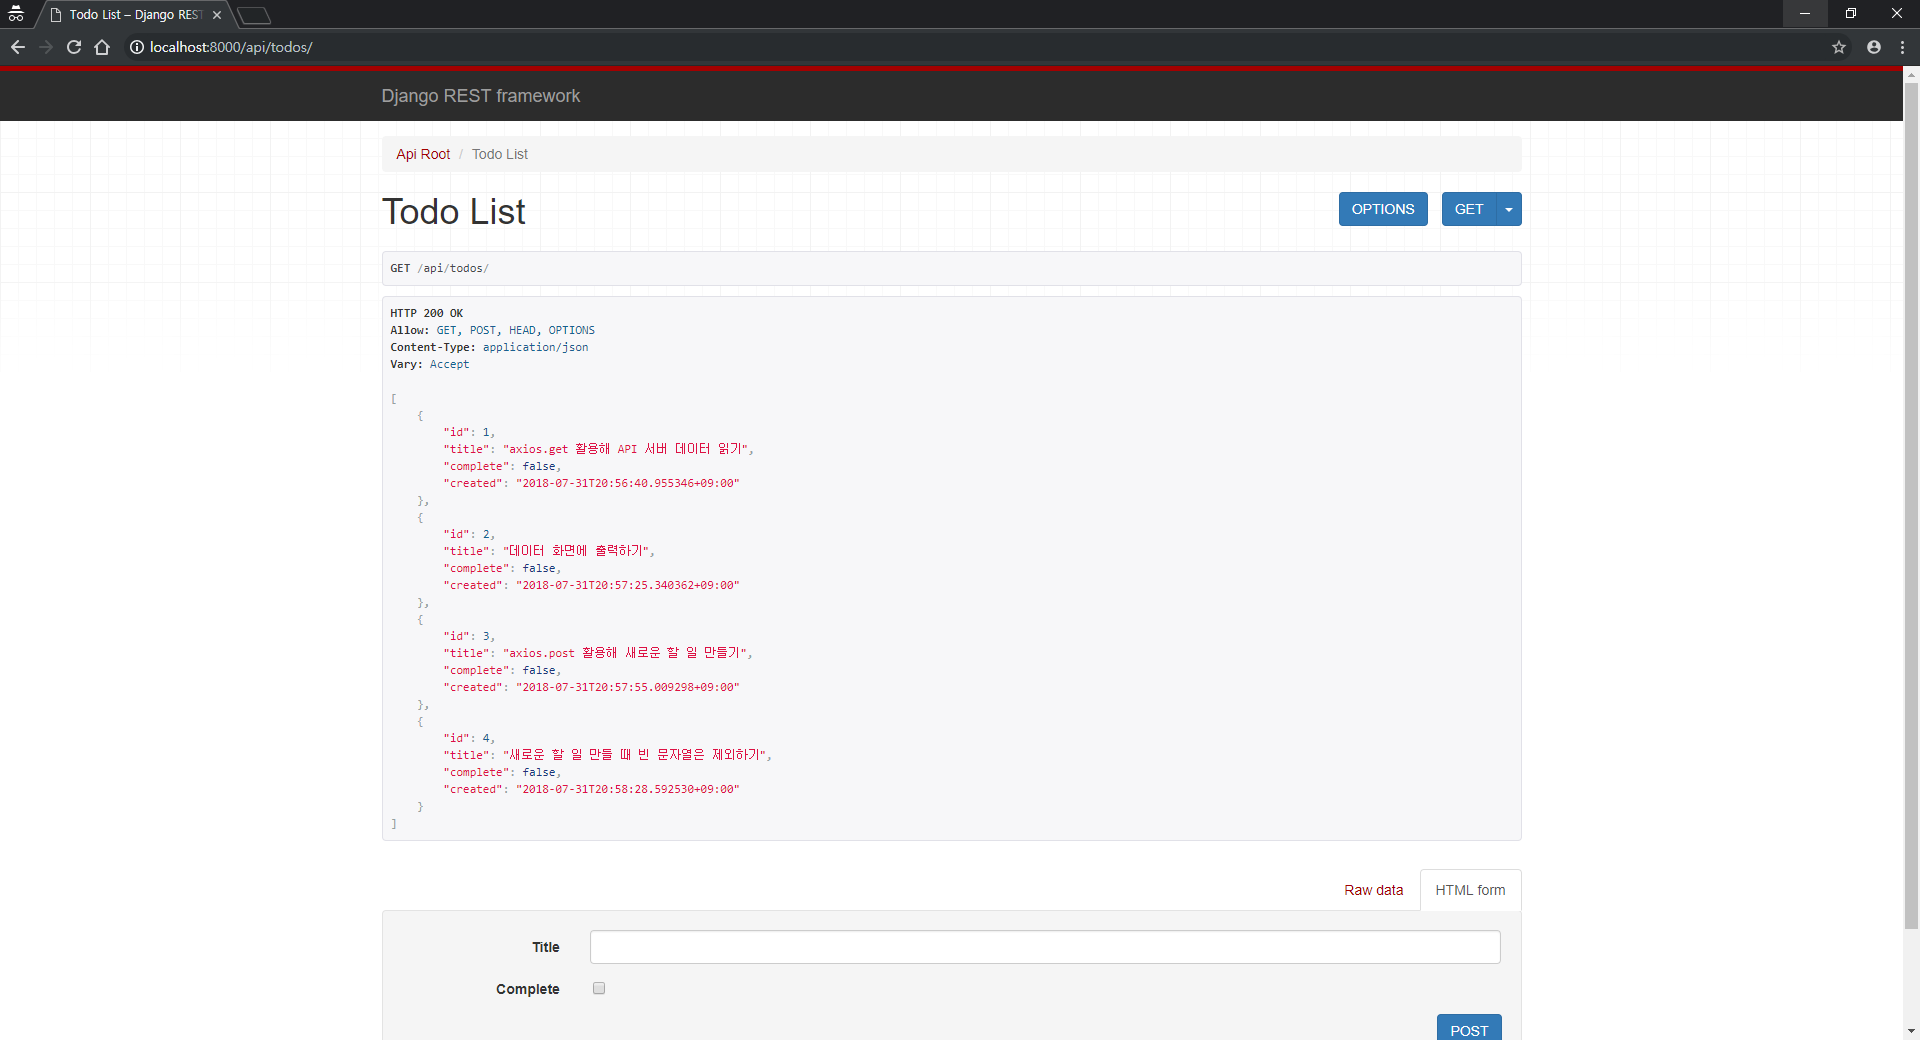 Todo List – Django REST
localhost:8000/api/todos/
Django REST framework
Api Root / Todo List
Todo List
OPTIONS
GET
GET /api/todos/
HTTP 200 OK
Allow: GET, POST, HEAD, OPTIONS
Content-Type: application/json
Vary: Accept
[
    {
        "id": 1,
        "title": "axios.get 활용해 API 서버 데이터 읽기",
        "complete": false,
        "created": "2018-07-31T20:56:40.955346+09:00"
    },
    {
        "id": 2,
        "title": "데이터 화면에 출력하기",
        "complete": false,
        "created": "2018-07-31T20:57:25.340362+09:00"
    },
    {
        "id": 3,
        "title": "axios.post 활용해 새로운 할 일 만들기",
        "complete": false,
        "created": "2018-07-31T20:57:55.009298+09:00"
    },
    {
        "id": 4,
        "title": "새로운 할 일 만들 때 빈 문자열은 제외하기",
        "complete": false,
        "created": "2018-07-31T20:58:28.592530+09:00"
    }
]
Raw data
HTML form
Title
Complete
POST